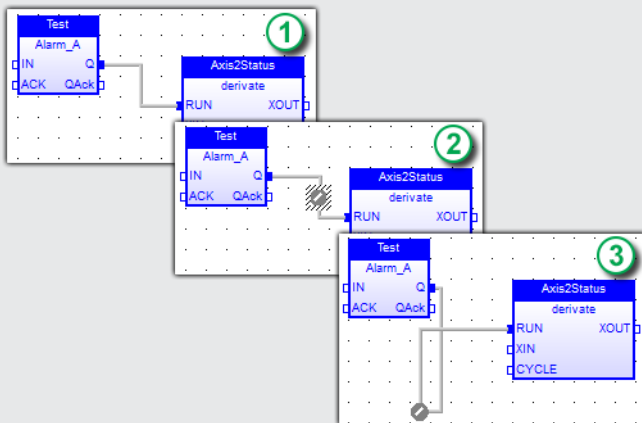 1
Test
Alarm_A
IN Q
ACK QAck
Axis2Status
derivate
RUN XOUT
2
Test
Alarm_A
IN Q
ACK QAck
Axis2Status
derivate
RUN XOUT
3
Test
Alarm_A
IN Q
ACK QAck
Axis2Status
derivate
RUN XOUT
XIN
CYCLE